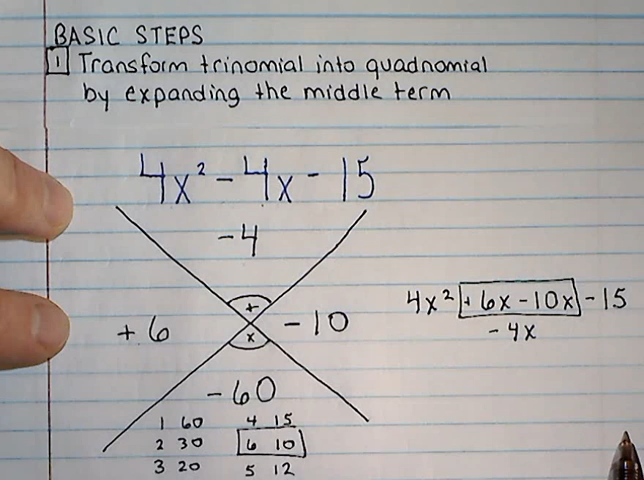 BASIC STEPS
1 Transform trinomial into quadnomial
by expanding the middle term
4x² - 4x - 15
-4
+
4x² + 6x - 10x - 15
+6 -10
x
-4x
-60
1 60 4 15
2 30 6 10
3 20 5 12